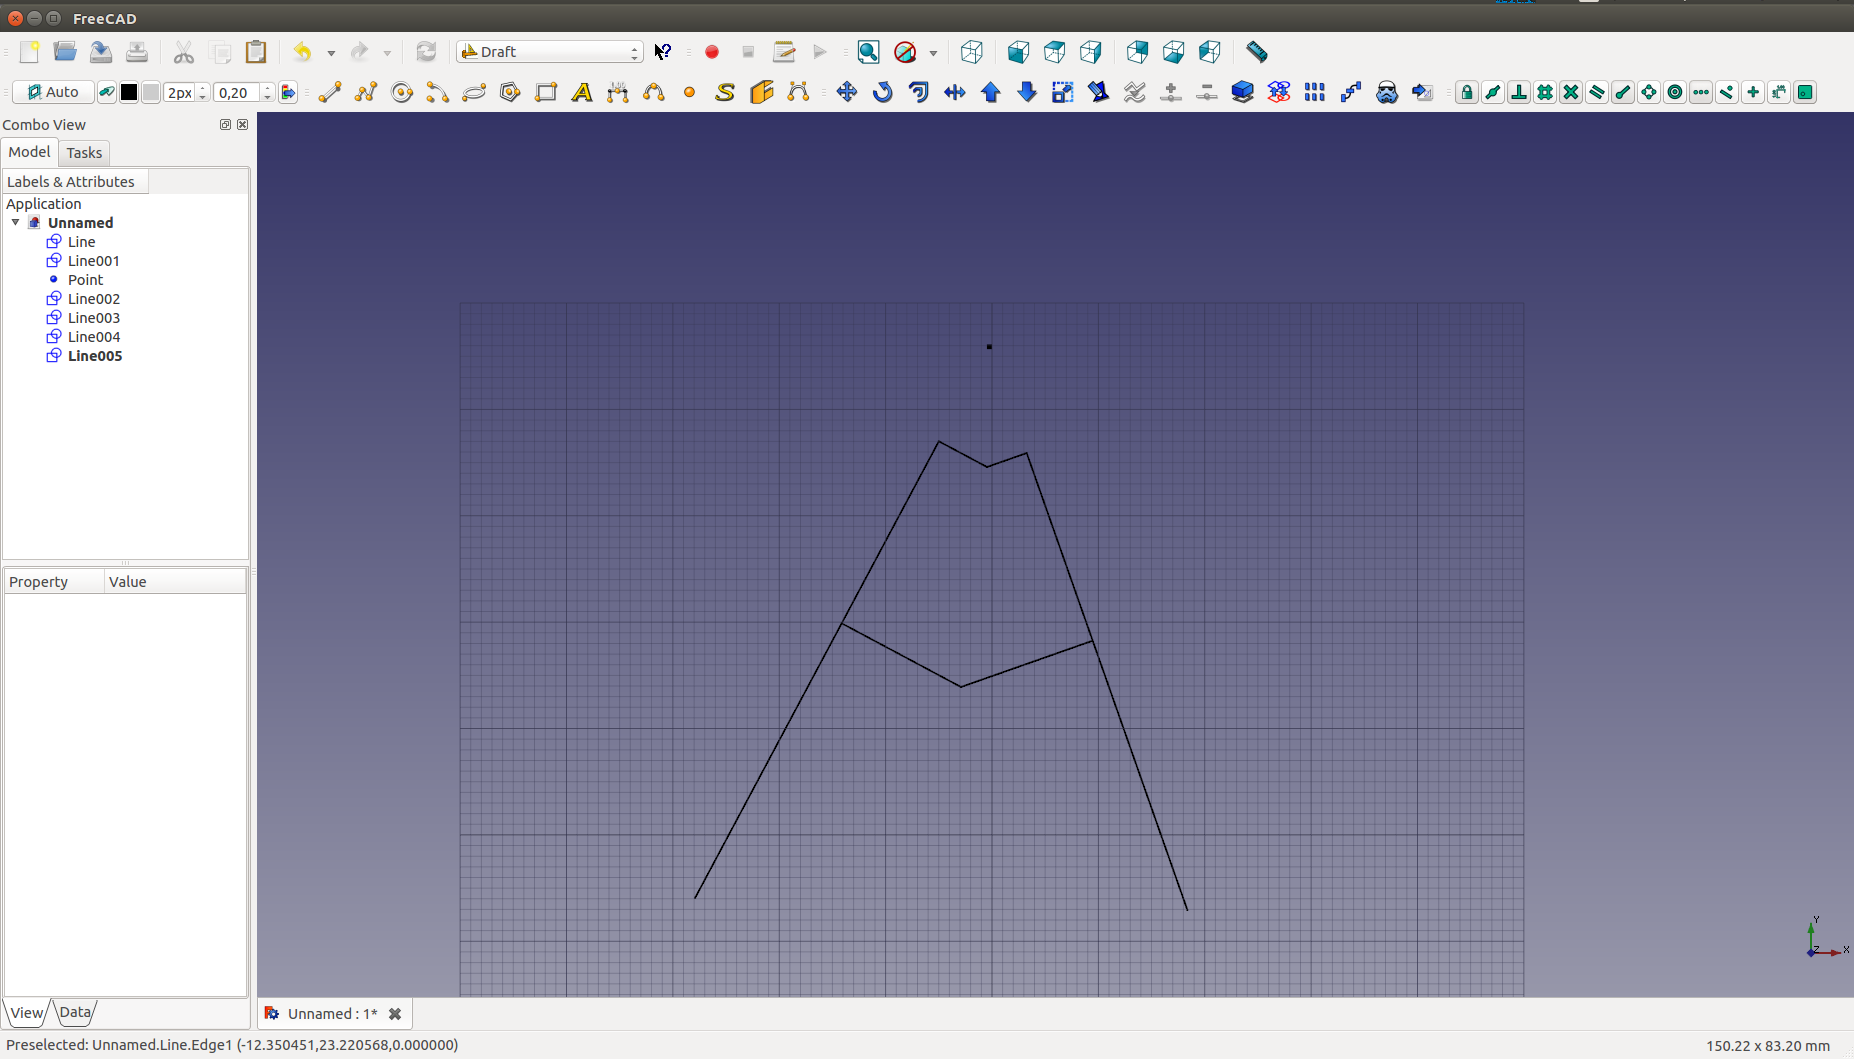 FreeCAD
Draft
Auto
2px
0,20
Combo View
Model
Tasks
Labels & Attributes
Application
Unnamed
Line
Line001
Point
Line002
Line003
Line004
Line005
Property
Value
View
Data
Unnamed : 1*
Y
Z
X
Preselected: Unnamed.Line.Edge1 (-12.350451,23.220568,0.000000)
150.22 x 83.20 mm